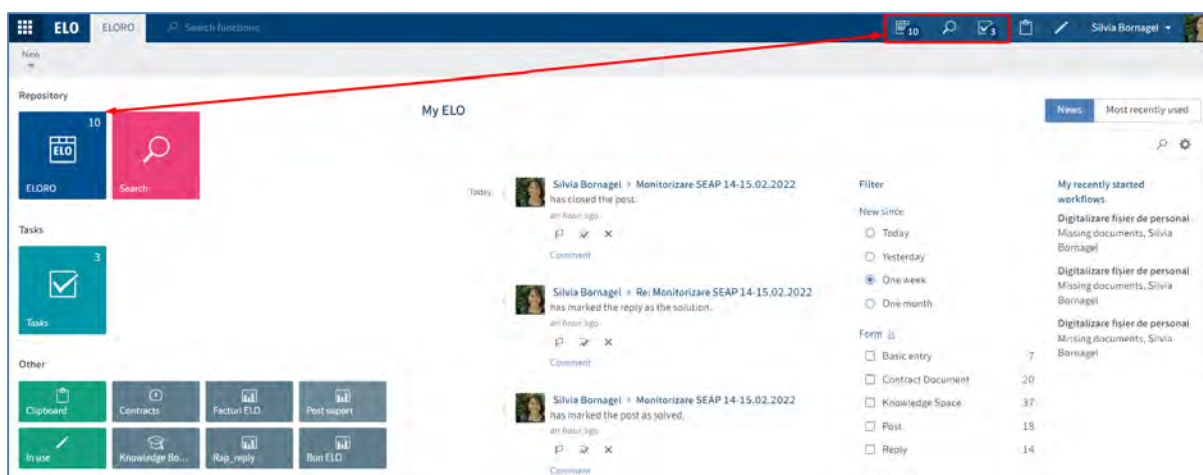 ELO
ELORO
Search functions
10
3
Silvia Bornagel
New
Repository
10
ELO
ELORO
Search
Tasks
3
Tasks
Other
Clipboard
Contracts
Facturi ELO
Post suport
In use
Knowledge Bo...
Rap_reply
Bon ELO
My ELO
News
Most recently used
Today
Silvia Bornagel > Monitorizare SEAP 14-15.02.2022
has closed the post.
an hour ago
Comment
Silvia Bornagel > Re: Monitorizare SEAP 14-15.02.2022
has marked the reply as the solution.
an hour ago
Comment
Silvia Bornagel > Monitorizare SEAP 14-15.02.2022
has marked the post as solved.
an hour ago
Comment
Filter
New since
Today
Yesterday
One week
One month
Form
Basic entry 7
Contract Document 20
Knowledge Space 37
Post 18
Reply 14
My recently started
workflows
Digitalizare fișier de personal
Missing documents, Silvia
Bornagel
Digitalizare fișier de personal
Missing documents, Silvia
Bornagel
Digitalizare fișier de personal
Missing documents, Silvia
Bornagel